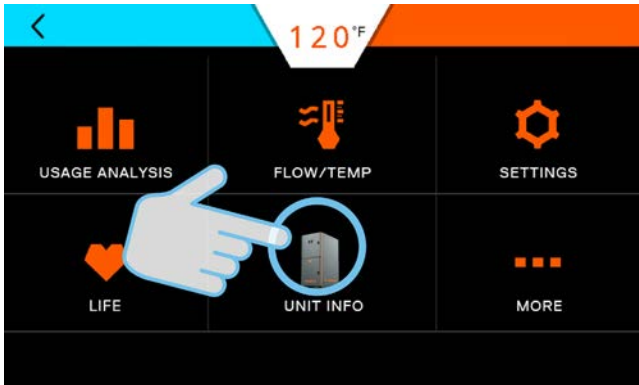 120°F
USAGE ANALYSIS
FLOW/TEMP
SETTINGS
LIFE
UNIT INFO
MORE